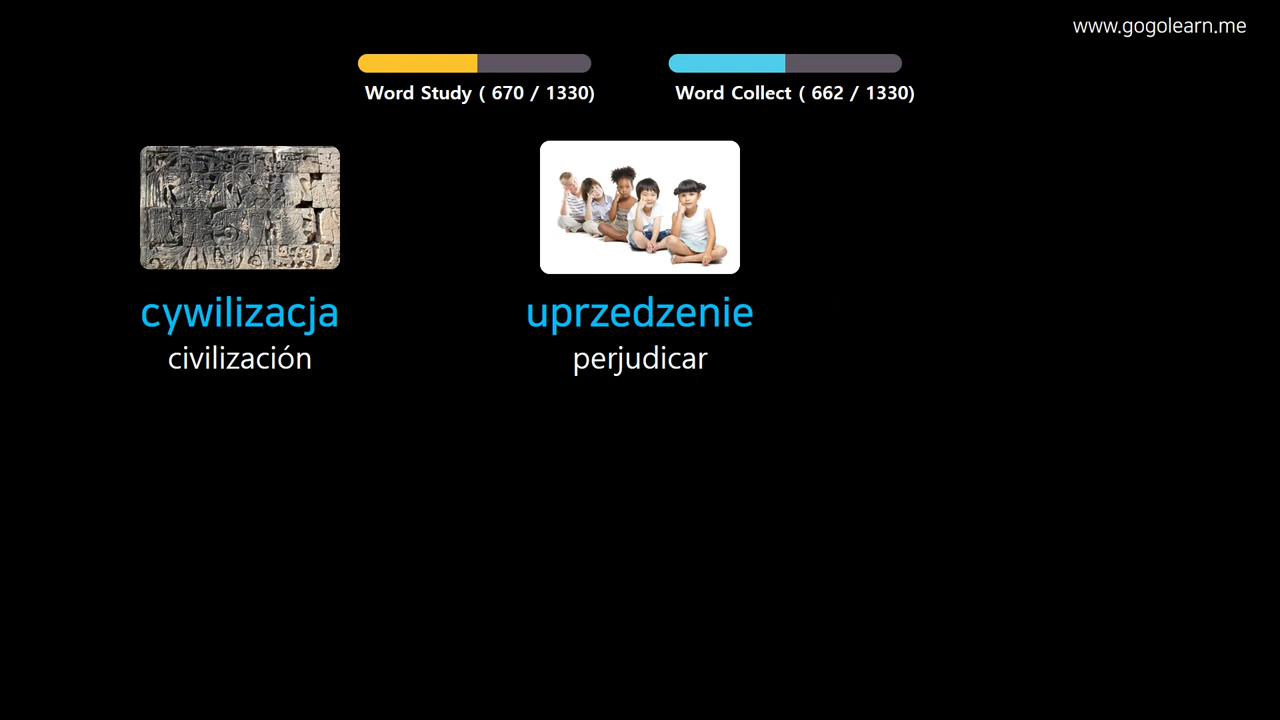 www.gogolearn.me
Word Study ( 670 / 1330)
Word Collect ( 662 / 1330)
cywilizacja
civilización
uprzedzenie
perjudicar